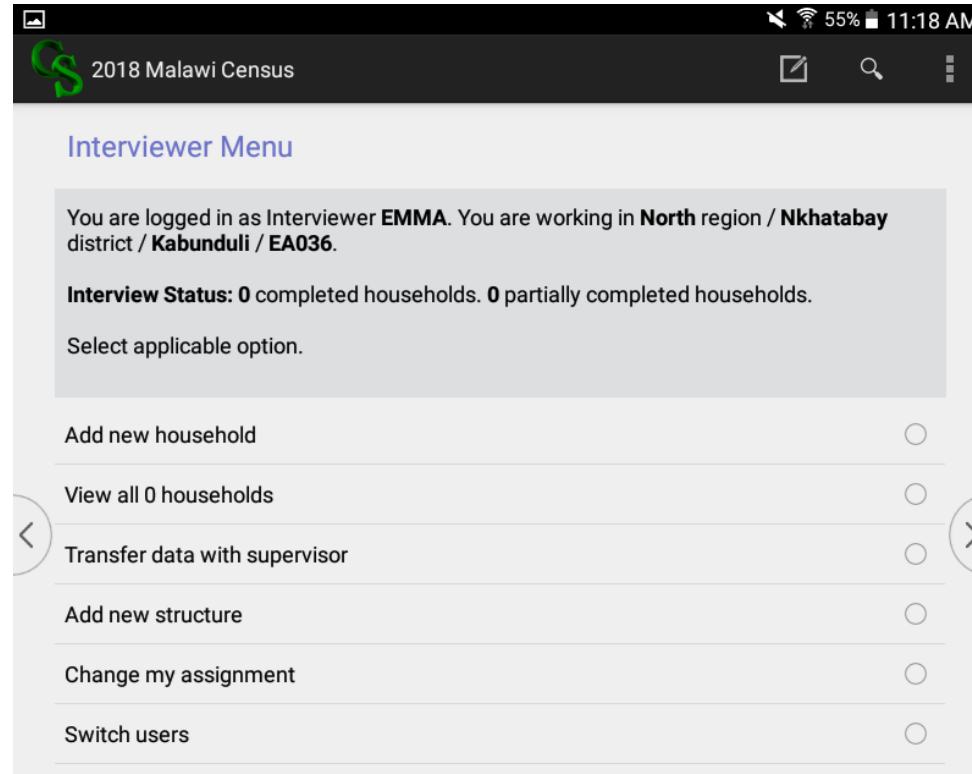 55% 11:18 AM
CS 2018 Malawi Census
Interviewer Menu
You are logged in as Interviewer EMMA. You are working in North region / Nkhatabay
district / Kabunduli / EA036.
Interview Status: 0 completed households. 0 partially completed households.
Select applicable option.
Add new household
View all 0 households
Transfer data with supervisor
Add new structure
Change my assignment
Switch users